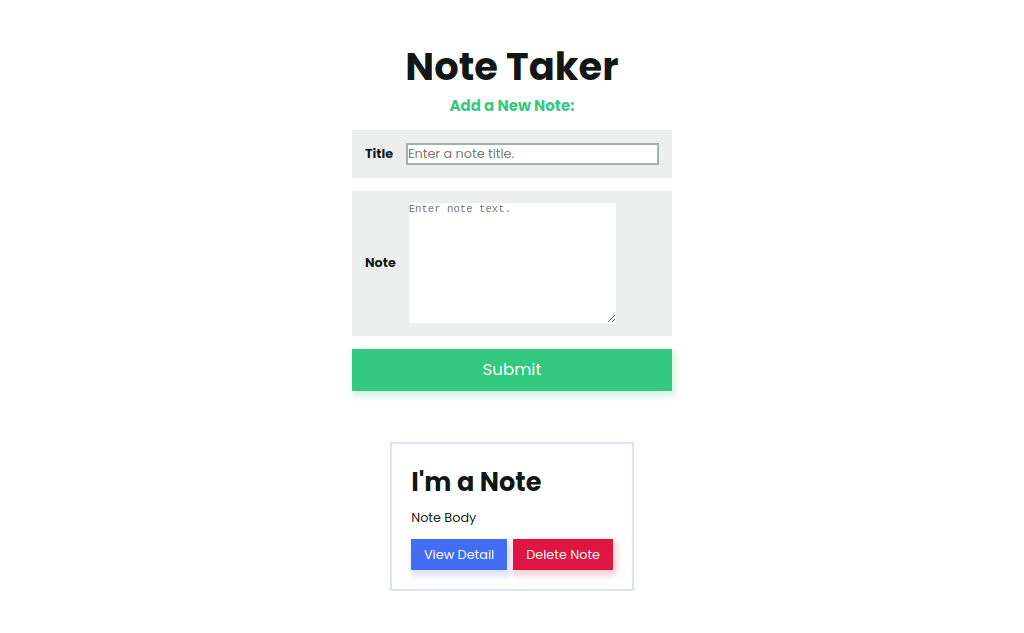 Note Taker
Add a New Note:
Title
Enter a note title.
Enter note text.
Note
Submit
I'm a Note
Note Body
View Detail
Delete Note